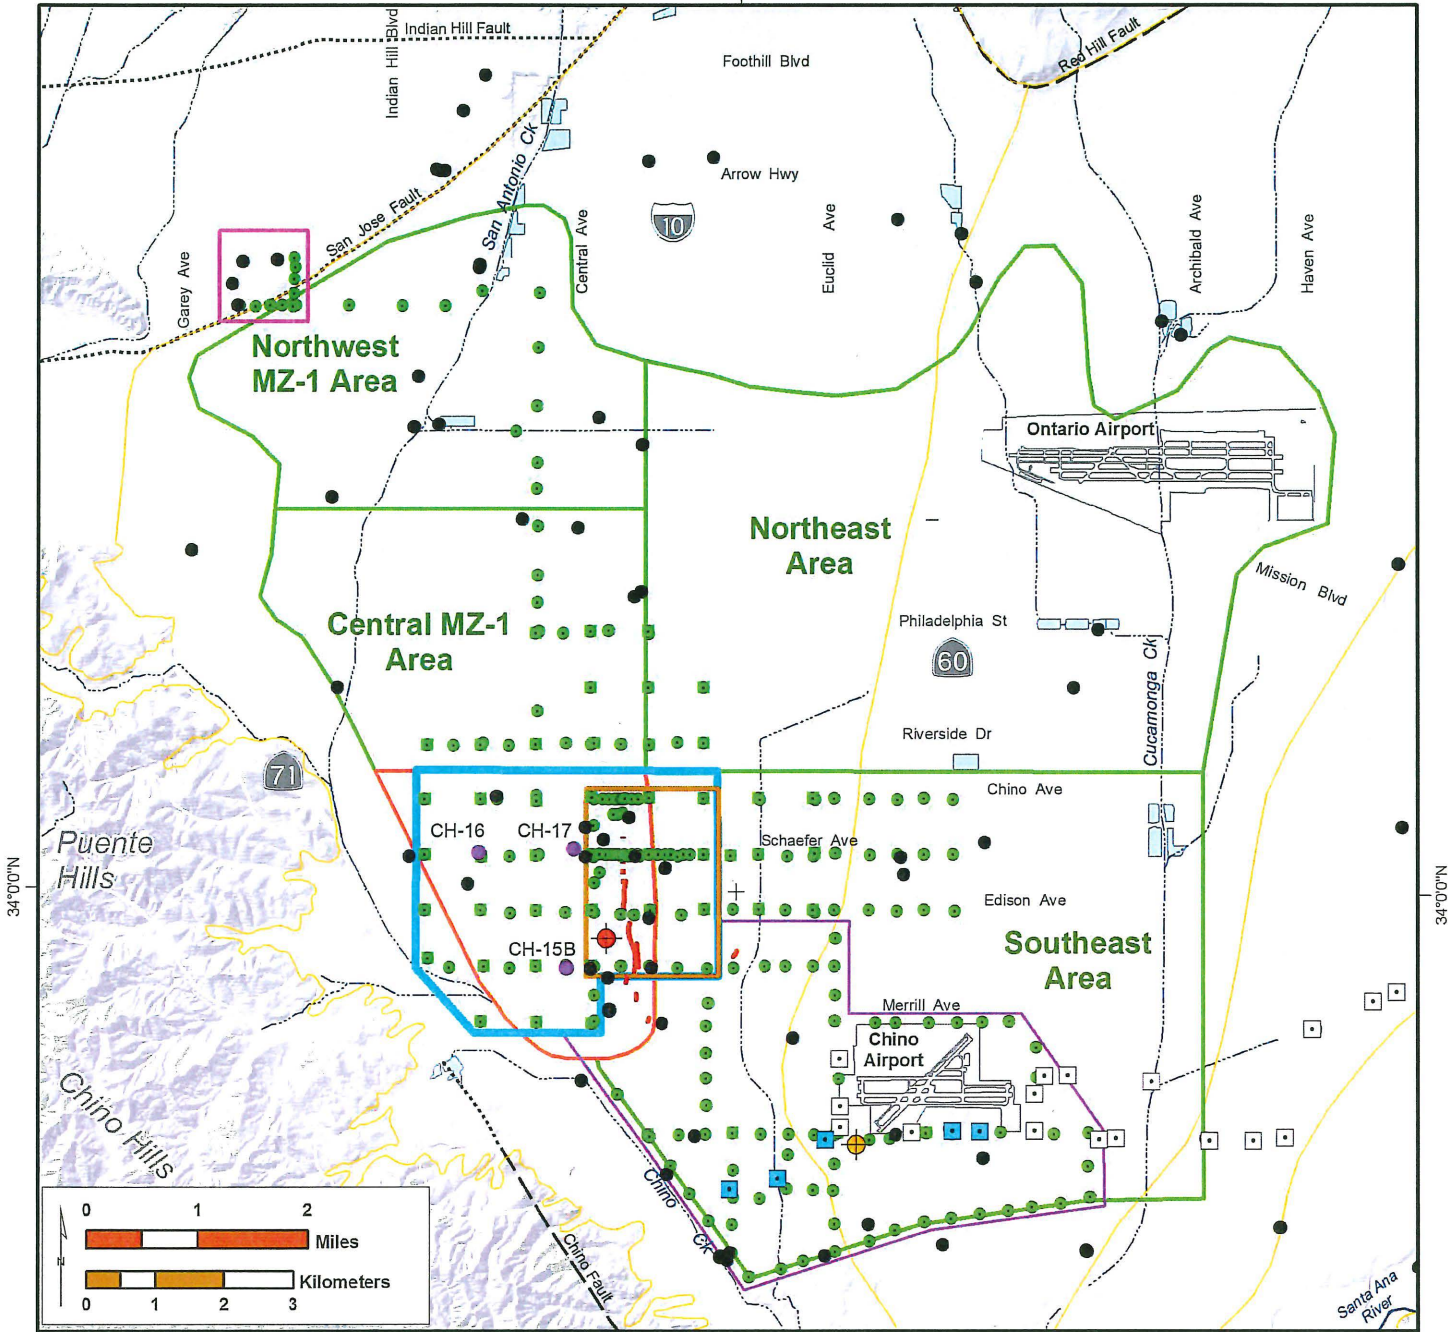 Indian Hill Blvd
Indian Hill Fault
Foothill Blvd
Red Hill Fault
San Antonio Ck
Arrow Hwy
10
San Jose Fault
Garey Ave
Central Ave
Euclid Ave
Archibald Ave
Haven Ave
Northwest
MZ-1 Area
Ontario Airport
Northeast
Area
Mission Blvd
Central MZ-1
Area
Philadelphia St
60
Cucamonga Ck
Riverside Dr
71
Chino Ave
CH-16
CH-17
Schaefer Ave
Puente
Hills
34°0'0"N
34°0'0"N
Edison Ave
CH-15B
Southeast
Area
Merrill Ave
Chino
Airport
Chino Hills
Chino Ck
Chino Fault
Santa Ana
River
0 1 2
Miles
N
Kilometers
0 1 2 3